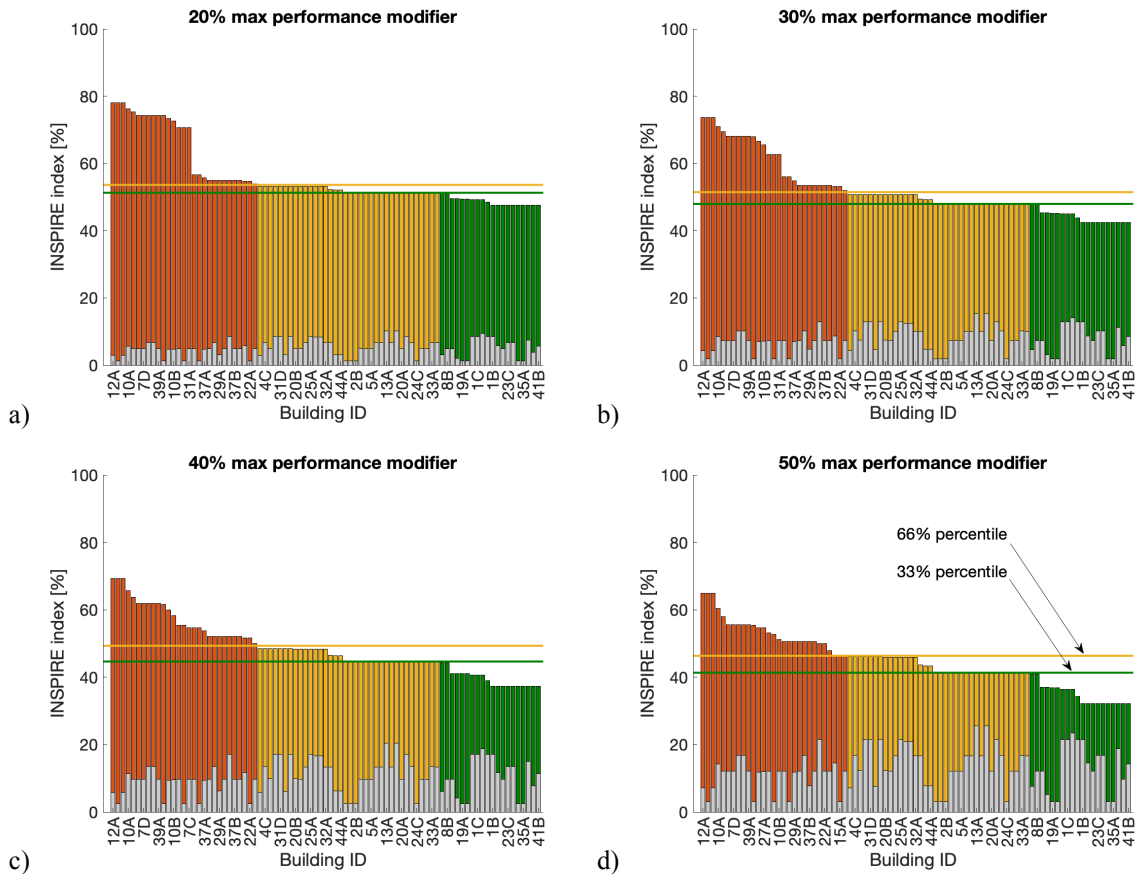 20% max performance modifier
100
80
60
40
20
0
INSPIRE index [%]
12A 10A 7D 39A 10B 31A 37A 29A 37B 22A 4C 31D 20B 25A 32A 44A 2B 5A 13A 20A 24C 33A 8B 19A 1C 1B 23C 35A 41B
Building ID
a)
30% max performance modifier
100
80
60
40
20
0
INSPIRE index [%]
12A 10A 7D 39A 27B 31A 37A 29A 37B 22A 4C 31D 20B 25A 32A 44A 2B 5A 13A 20A 24C 33A 8B 19A 1C 1B 23C 35A 41B
Building ID
b)
40% max performance modifier
100
80
60
40
20
0
INSPIRE index [%]
12A 10A 7D 39A 10B 7C 37A 29A 37B 22A 4C 31D 20B 25A 32A 44A 2B 5A 13A 20A 24C 33A 8B 19A 1C 1B 23C 35A 41B
Building ID
c)
50% max performance modifier
100
80
60
40
20
0
INSPIRE index [%]
66% percentile
33% percentile
12A 10A 7D 39A 27A 29A 37B 22A 15A 4C 31D 20B 25A 32A 44A 2B 5A 13A 20A 24C 33A 8B 19A 1C 1B 23C 35A 41B
Building ID
d)